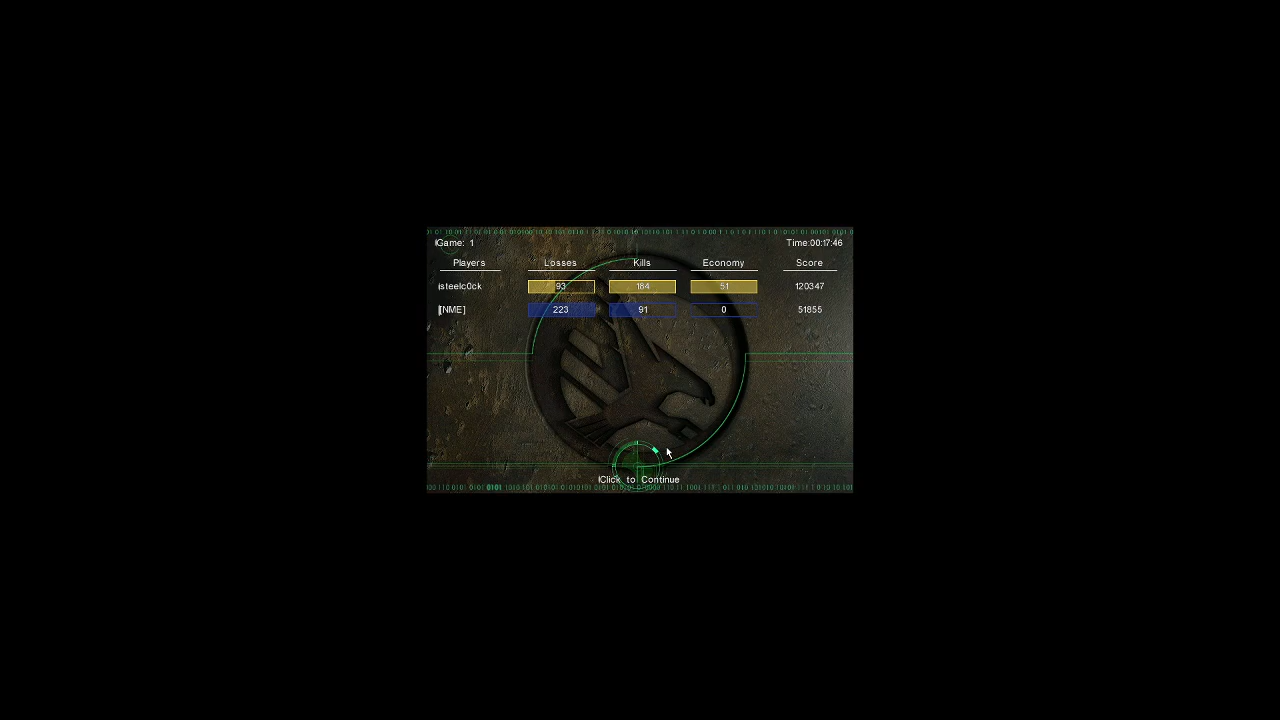 Game: 1 Time:00:17:46
Players Losses Kills Economy Score
steelc0ck 93 184 51 120347
[NME] 223 91 0 51855
Click to Continue